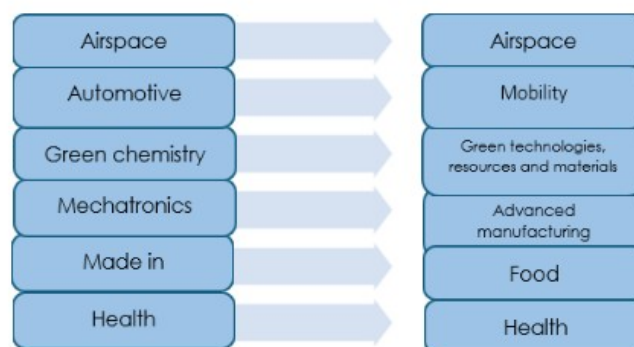 Airspace
Automotive
Green chemistry
Mechatronics
Made in
Health
Airspace
Mobility
Green technologies,
resources and materials
Advanced
manufacturing
Food
Health